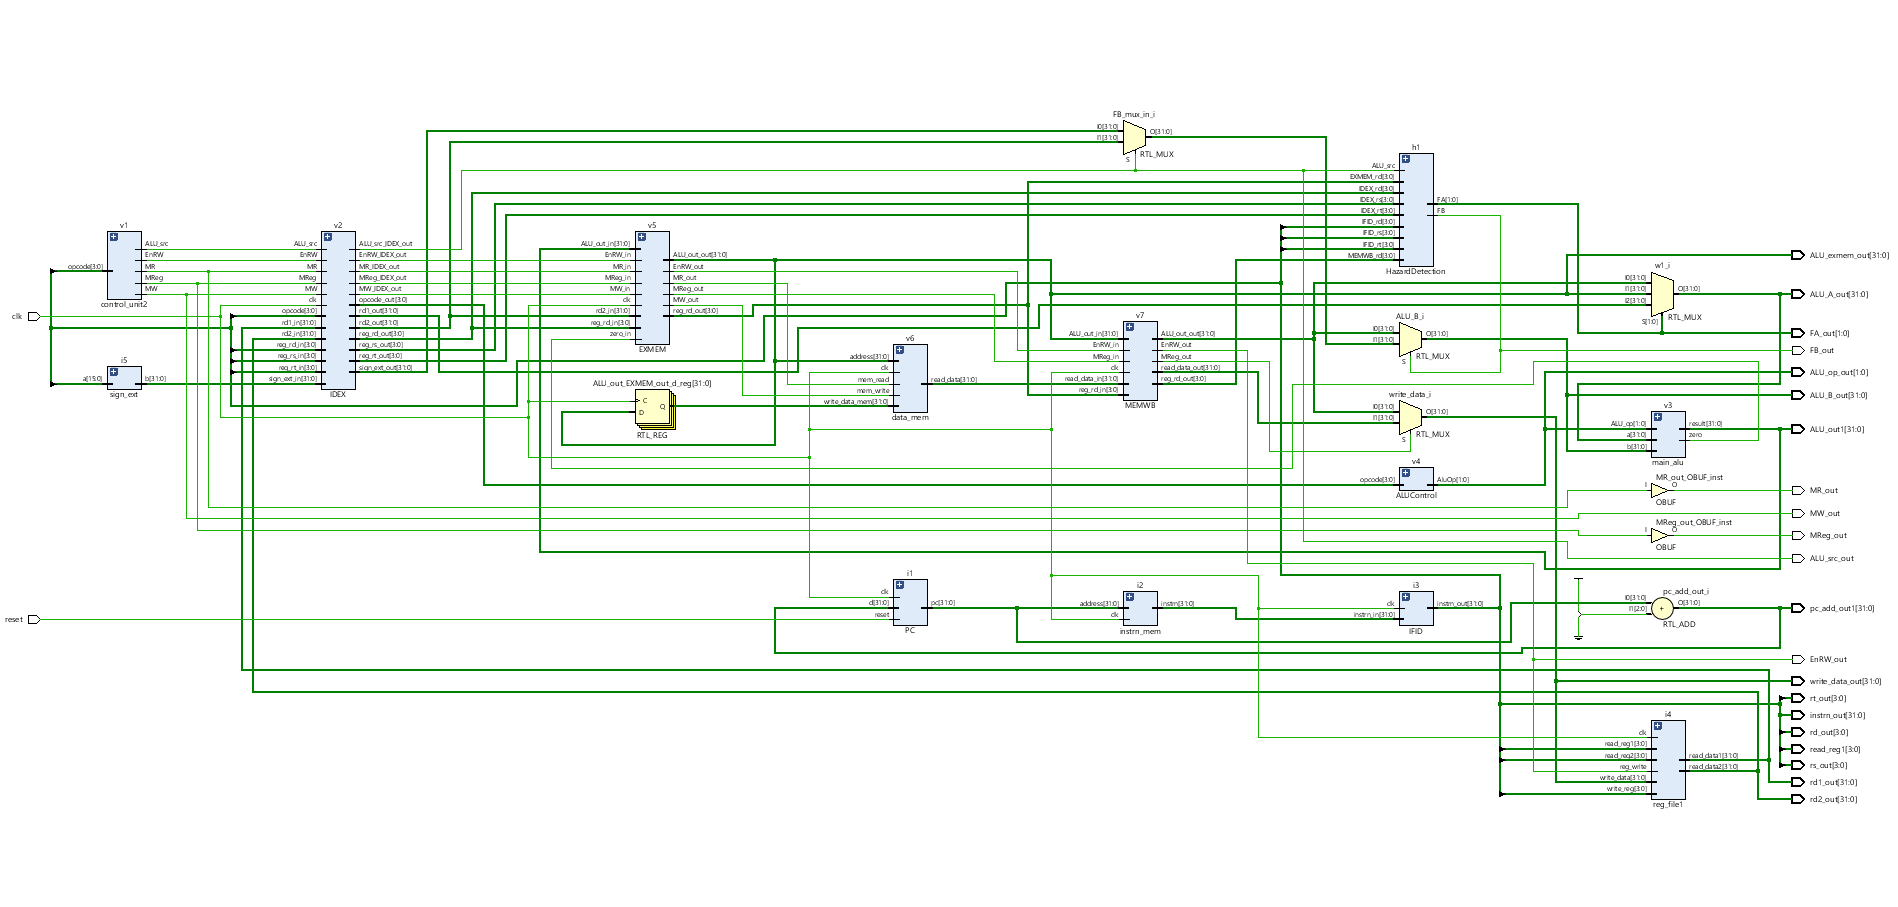 FB_mux_in_i
I0[31:0]
I1[31:0]
O[31:0]
S
RTL_MUX
h1
ALU_src
EXMEM_rd[3:0]
IDEX_rd[3:0]
IDEX_rs[3:0]
IDEX_rt[3:0]
IFID_rd[3:0]
IFID_rs[3:0]
IFID_rt[3:0]
MEMWB_rd[3:0]
FA[1:0]
FB
HazardDetection
v1
opcode[3:0]
ALU_src
EnRW
MR
MReg
MW
control_unit2
v2
ALU_src
EnRW
MR
MReg
MW
clk
opcode[3:0]
rd1_in[31:0]
rd2_in[31:0]
reg_rd_in[3:0]
reg_rs_in[3:0]
reg_rt_in[3:0]
sign_ext_in[31:0]
ALU_src_IDEX_out
EnRW_IDEX_out
MR_IDEX_out
MReg_IDEX_out
MW_IDEX_out
opcode_out[3:0]
rd1_out[31:0]
rd2_out[31:0]
reg_rd_out[3:0]
reg_rs_out[3:0]
reg_rt_out[3:0]
sign_ext_out[31:0]
IDEX
v5
ALU_out_in[31:0]
EnRW_in
MR_in
MReg_in
MW_in
clk
rd2_in[31:0]
reg_rd_in[3:0]
zero_in
ALU_out_out[31:0]
EnRW_out
MR_out
MReg_out
MW_out
reg_rd_out[3:0]
EXMEM
clk
i5
a[15:0]
b[31:0]
sign_ext
ALU_out_EXMEM_out_d_reg[31:0]
C
D
Q
RTL_REG
v6
address[31:0]
clk
mem_read
mem_write
write_data_mem[31:0]
read_data[31:0]
data_mem
v7
ALU_out_in[31:0]
EnRW_in
MReg_in
clk
read_data_in[31:0]
reg_rd_in[3:0]
ALU_out_out[31:0]
EnRW_out
MReg_out
read_data_out[31:0]
reg_rd_out[3:0]
MEMWB
ALU_B_i
I0[31:0]
I1[31:0]
O[31:0]
S
RTL_MUX
w1_i
I0[31:0]
I1[31:0]
I2[31:0]
S[1:0]
O[31:0]
RTL_MUX
write_data_i
I0[31:0]
I1[31:0]
O[31:0]
S
RTL_MUX
v4
opcode[3:0]
AluOp[1:0]
ALUControl
v3
ALU_op[1:0]
a[31:0]
b[31:0]
result[31:0]
zero
main_alu
MR_out_OBUF_inst
I
O
OBUF
MReg_out_OBUF_inst
I
O
OBUF
reset
i1
clk
d[31:0]
reset
pc[31:0]
PC
i2
address[31:0]
clk
instrn[31:0]
instrn_mem
i3
clk
instrn_in[31:0]
instrn_out[31:0]
IFID
pc_add_out_i
I0[31:0]
I1[2:0]
+
O[31:0]
RTL_ADD
i4
clk
read_reg1[3:0]
read_reg2[3:0]
reg_write
write_data[31:0]
write_reg[3:0]
read_data1[31:0]
read_data2[31:0]
reg_file1
ALU_exmem_out[31:0]
ALU_A_out[31:0]
FA_out[1:0]
FB_out
ALU_op_out[1:0]
ALU_B_out[31:0]
ALU_out1[31:0]
MR_out
MW_out
MReg_out
ALU_src_out
pc_add_out1[31:0]
EnRW_out
write_data_out[31:0]
rt_out[3:0]
instrn_out[31:0]
rd_out[3:0]
read_reg1[3:0]
rs_out[3:0]
rd1_out[31:0]
rd2_out[31:0]